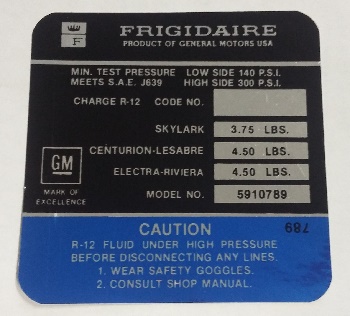 FRIGIDAIRE
F
PRODUCT OF GENERAL MOTORS USA
MIN. TEST PRESSURE LOW SIDE 140 P.S.I.
MEETS S.A.E. J639 HIGH SIDE 300 P.S.I.
CHARGE R-12 CODE NO.
SKYLARK 3.75 LBS.
CENTURION-LESABRE 4.50 LBS.
ELECTRA-RIVIERA 4.50 LBS.
MODEL NO. 5910789
GM
MARK OF
EXCELLENCE
CAUTION
789
R-12 FLUID UNDER HIGH PRESSURE
BEFORE DISCONNECTING ANY LINES.
1. WEAR SAFETY GOGGLES.
2. CONSULT SHOP MANUAL.